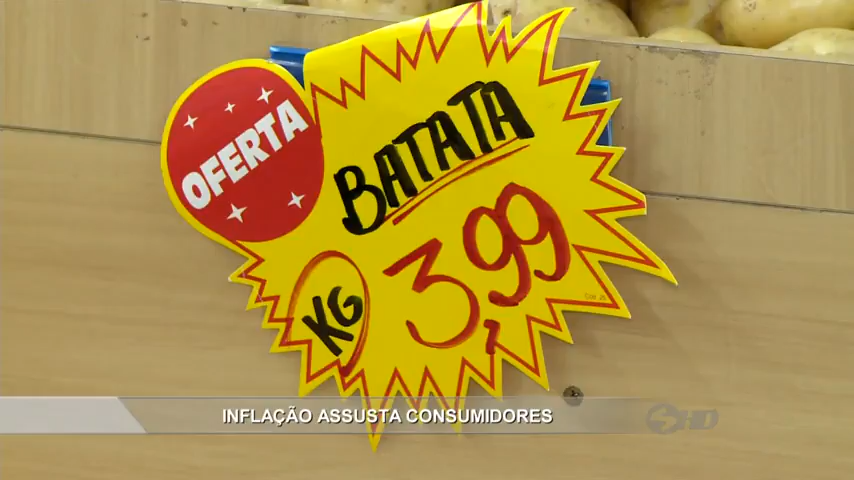 OFERTA
BATATA
3,99
KG
INFLAÇÃO ASSUSTA CONSUMIDORES
HD